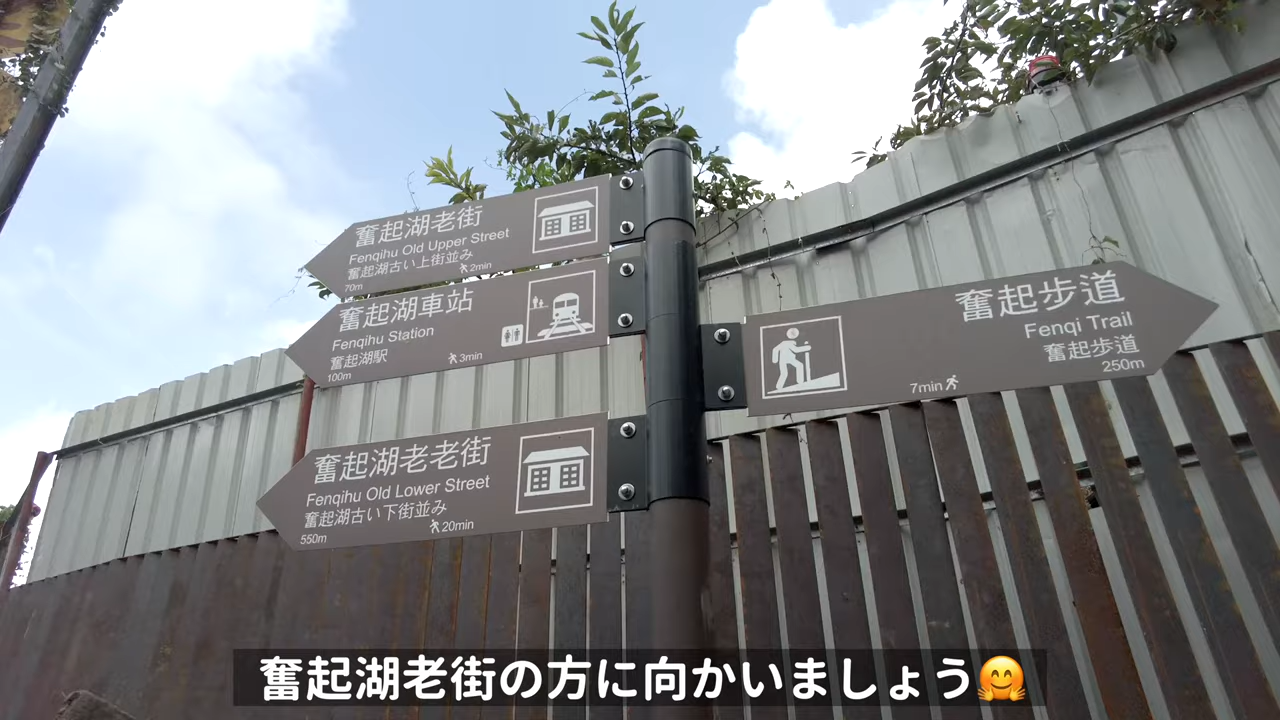 奮起湖老街
Fenqihu Old Upper Street
奮起湖古い上街並み
2min
70m
奮起湖車站
Fenqihu Station
奮起湖駅
3min
100m
奮起湖老老街
Fenqihu Old Lower Street
奮起湖古い下街並み
20min
550m
奮起步道
Fenqi Trail
奮起歩道
250m
7min
奮起湖老街の方に向かいましょう🤗